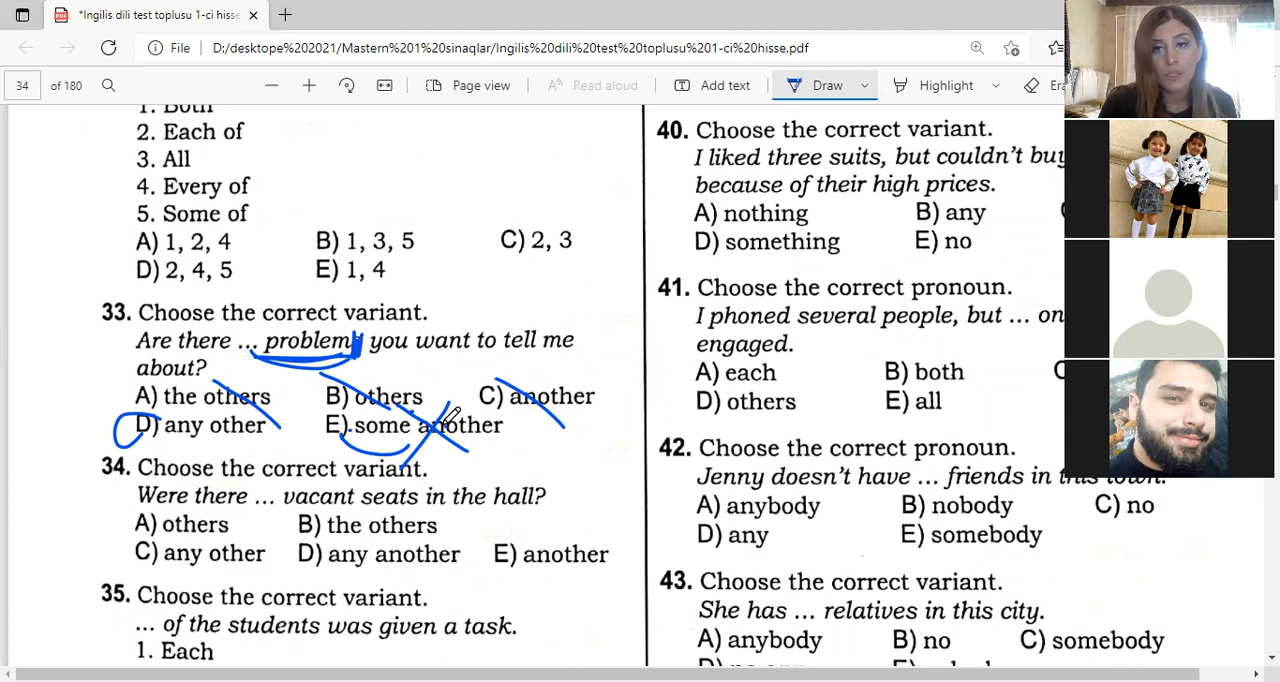 *Ingilis dili test toplusu 1-ci hisse
File
D:/desktope%202021/Mastern%201%20sinaqlar/Ingilis%20dili%20test%20toplusu%201-ci%20hisse.pdf
34 of 180
Page view
Read aloud
Add text
Draw
Highlight
1. Both
2. Each of
3. All
4. Every of
5. Some of
A) 1, 2, 4 B) 1, 3, 5 C) 2, 3
D) 2, 4, 5 E) 1, 4
33. Choose the correct variant.
Are there ... problems you want to tell me
about?
A) the others B) others C) another
D) any other E) some another
34. Choose the correct variant.
Were there ... vacant seats in the hall?
A) others B) the others
C) any other D) any another E) another
35. Choose the correct variant.
... of the students was given a task.
1. Each
40. Choose the correct variant.
I liked three suits, but couldn't buy
because of their high prices.
A) nothing B) any
D) something E) no
41. Choose the correct pronoun.
I phoned several people, but ... on
engaged.
A) each B) both
D) others E) all
42. Choose the correct pronoun.
Jenny doesn't have ... friends in this town.
A) anybody B) nobody C) no
D) any E) somebody
43. Choose the correct variant.
She has ... relatives in this city.
A) anybody B) no C) somebody